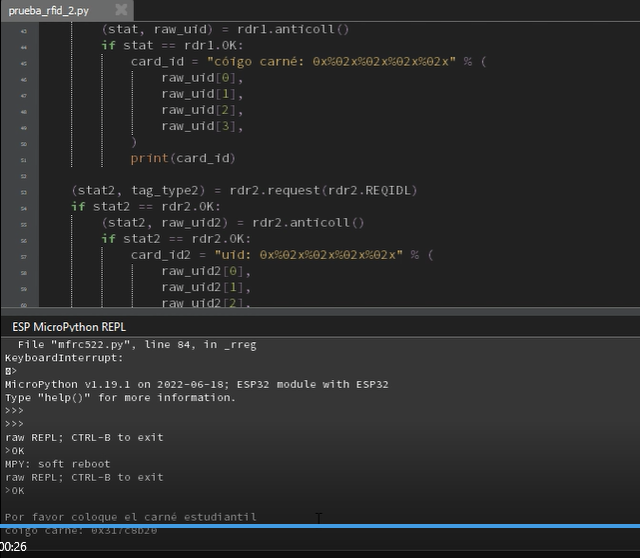 prueba_rfid_2.py
43 (stat, raw_uid) = rdr1.anticoll()
44 if stat == rdr1.OK:
45 card_id = "cóigo carné: 0x%02x%02x%02x%02x" % (
46 raw_uid[0],
47 raw_uid[1],
48 raw_uid[2],
49 raw_uid[3],
50 )
51 print(card_id)
52
53 (stat2, tag_type2) = rdr2.request(rdr2.REQIDL)
54 if stat2 == rdr2.OK:
55 (stat2, raw_uid2) = rdr2.anticoll()
56 if stat2 == rdr2.OK:
57 card_id2 = "uid: 0x%02x%02x%02x%02x" % (
58 raw_uid2[0],
59 raw_uid2[1],
60 raw_uid2[2],
ESP MicroPython REPL
File "mfrc522.py", line 84, in _rreg
KeyboardInterrupt:
>
MicroPython v1.19.1 on 2022-06-18; ESP32 module with ESP32
Type "help()" for more information.
>>>
>>>
raw REPL; CTRL-B to exit
>OK
MPY: soft reboot
raw REPL; CTRL-B to exit
>OK
Por favor coloque el carné estudiantil
cóigo carné: 0x317c8b20
00:26